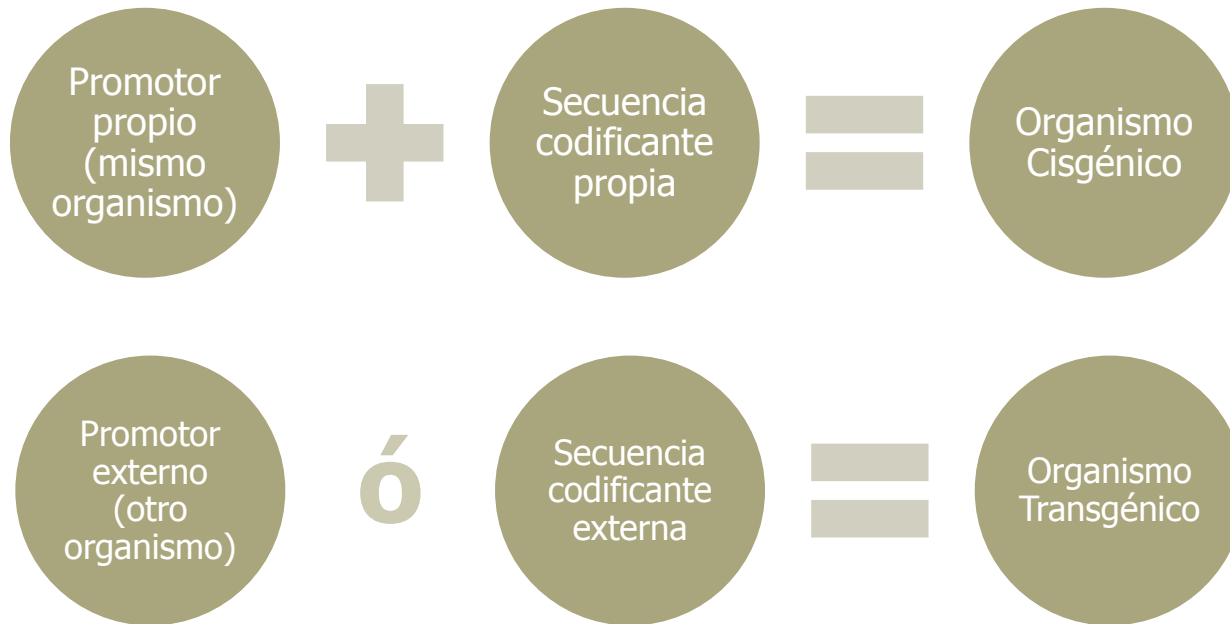 Promotor
propio
(mismo
organismo)
Secuencia
codificante
propia
Organismo
Cisgénico
Promotor
externo
(otro
organismo)
ó
Secuencia
codificante
externa
Organismo
Transgénico